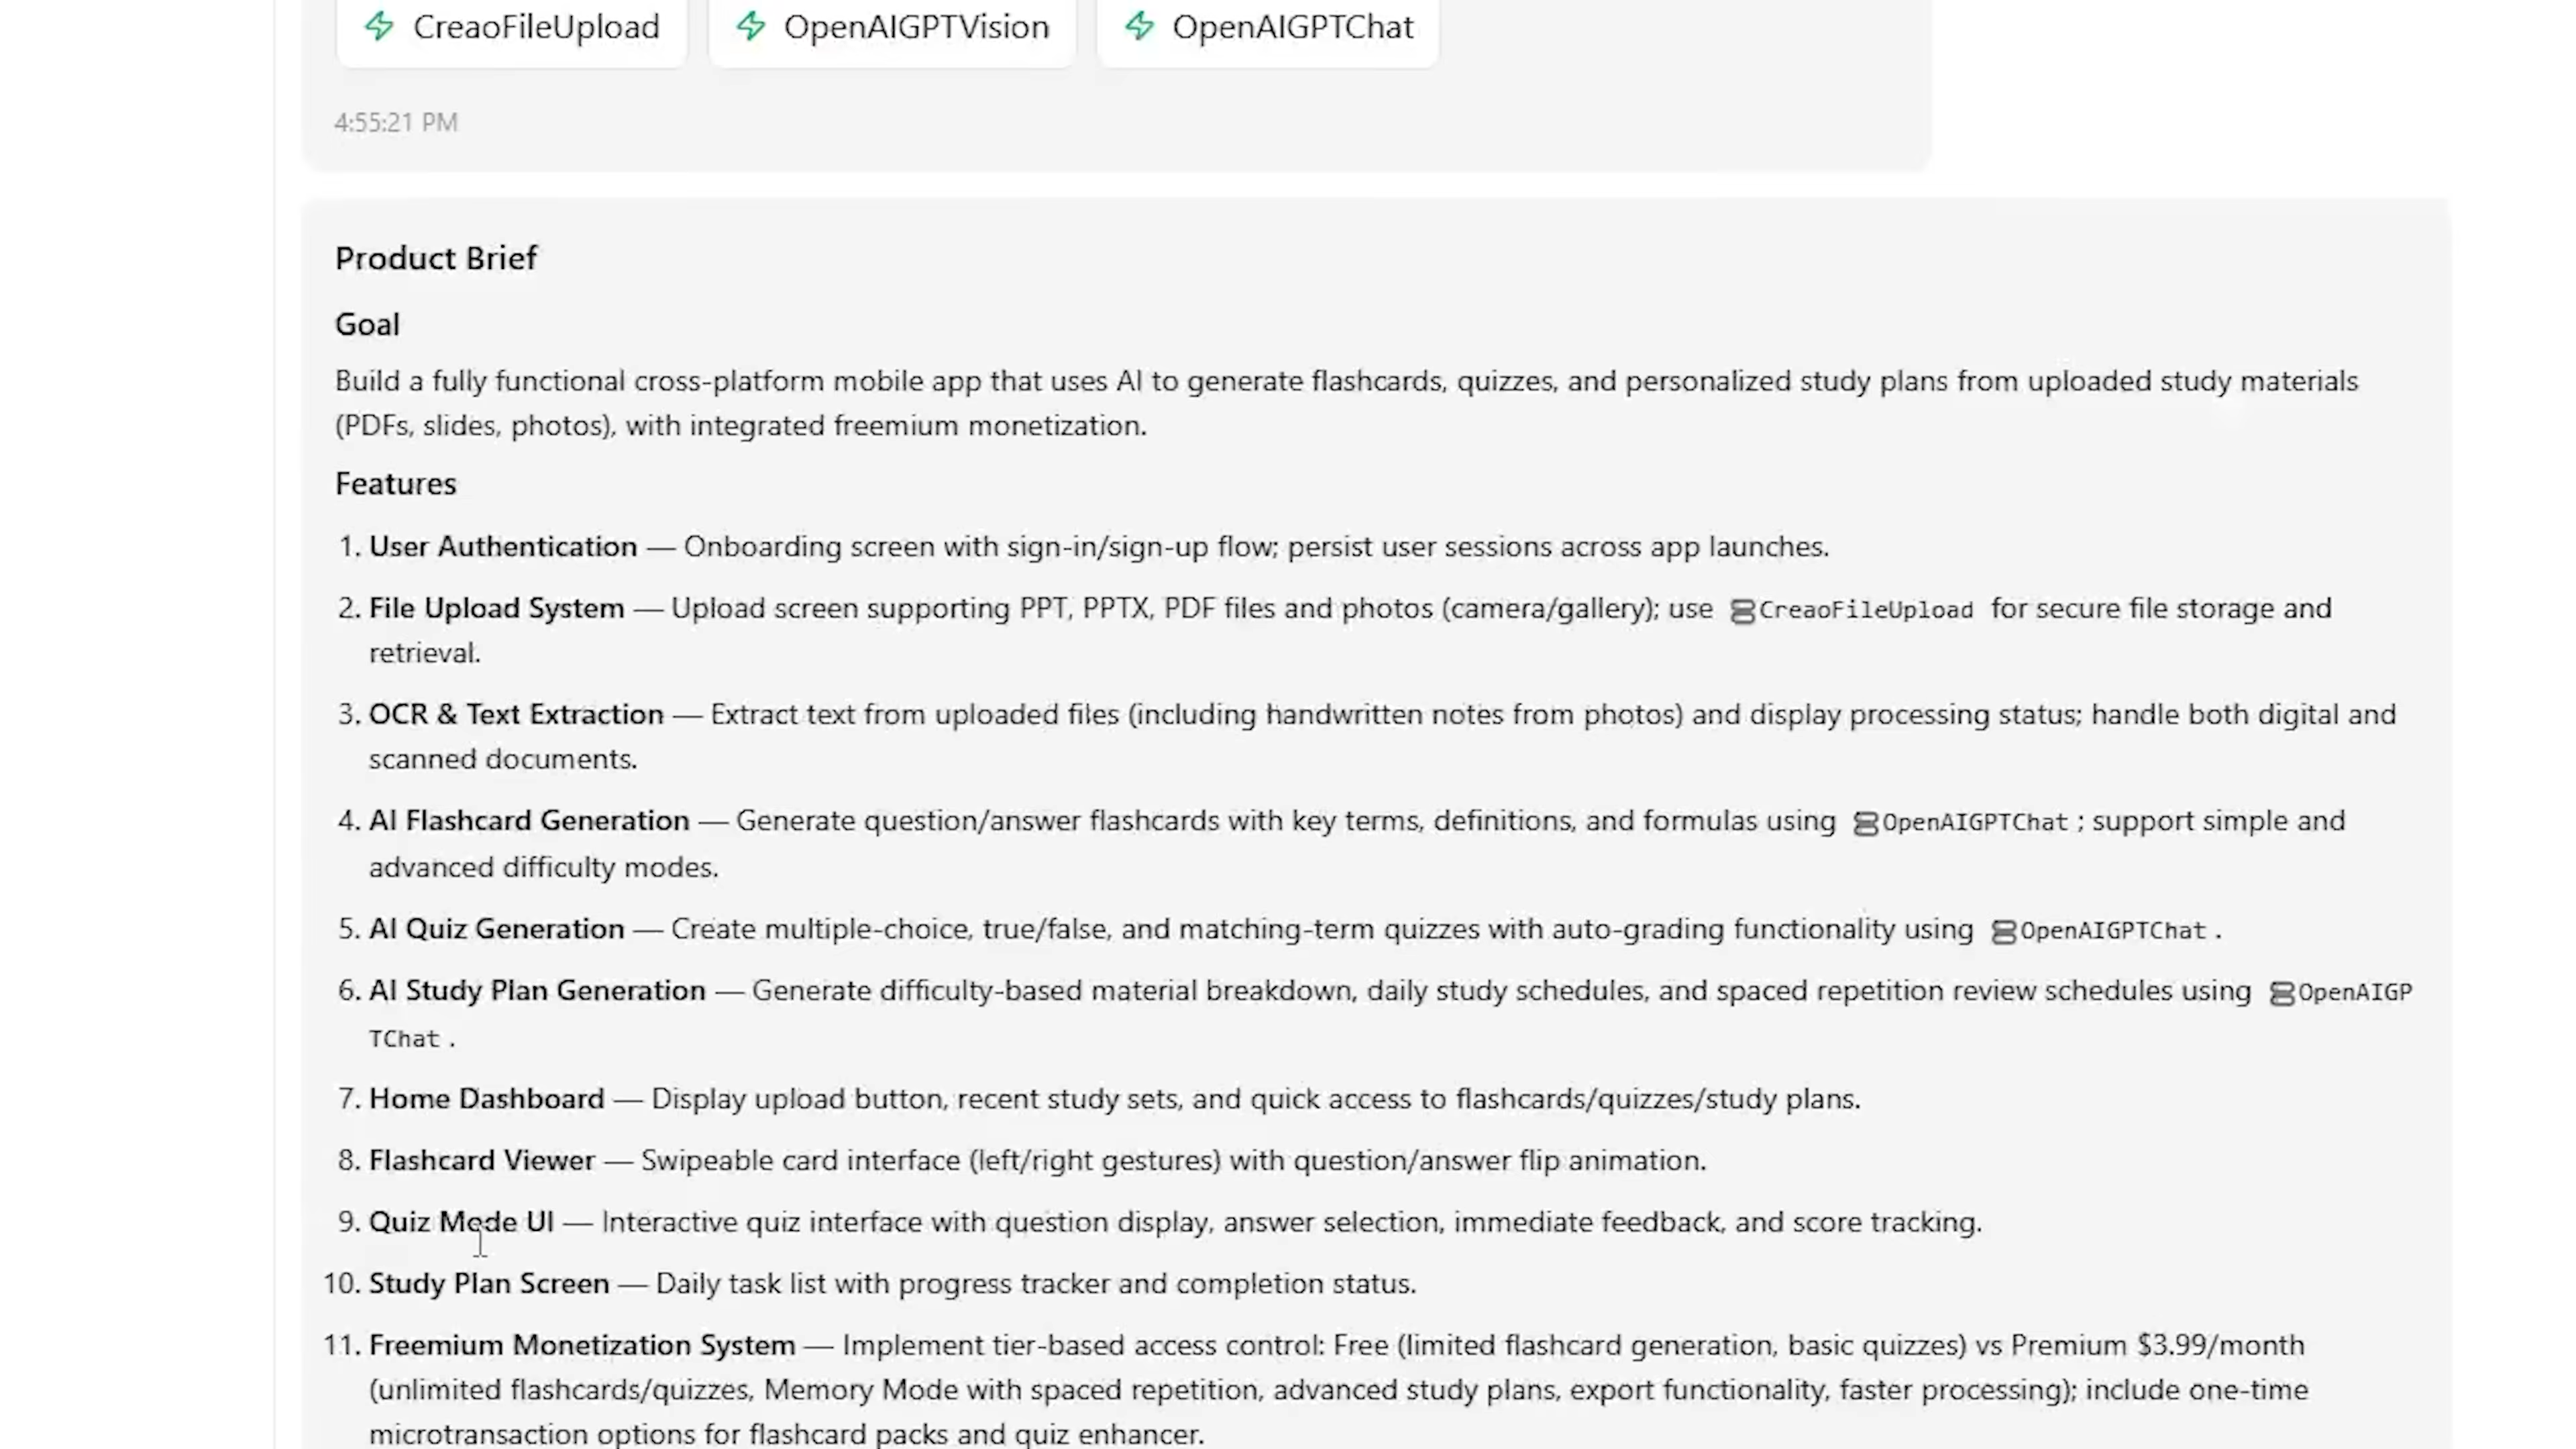 CreaoFileUpload OpenAIGPTVision OpenAIGPTChat
4:55:21 PM
Product Brief
Goal
Build a fully functional cross-platform mobile app that uses AI to generate flashcards, quizzes, and personalized study plans from uploaded study materials
(PDFs, slides, photos), with integrated freemium monetization.
Features
1. User Authentication — Onboarding screen with sign-in/sign-up flow; persist user sessions across app launches.
2. File Upload System — Upload screen supporting PPT, PPTX, PDF files and photos (camera/gallery); use CreaoFileUpload for secure file storage and
retrieval.
3. OCR & Text Extraction — Extract text from uploaded files (including handwritten notes from photos) and display processing status; handle both digital and
scanned documents.
4. AI Flashcard Generation — Generate question/answer flashcards with key terms, definitions, and formulas using OpenAIGPTChat ; support simple and
advanced difficulty modes.
5. AI Quiz Generation — Create multiple-choice, true/false, and matching-term quizzes with auto-grading functionality using OpenAIGPTChat .
6. AI Study Plan Generation — Generate difficulty-based material breakdown, daily study schedules, and spaced repetition review schedules using OpenAIGP
TChat .
7. Home Dashboard — Display upload button, recent study sets, and quick access to flashcards/quizzes/study plans.
8. Flashcard Viewer — Swipeable card interface (left/right gestures) with question/answer flip animation.
9. Quiz Mode UI — Interactive quiz interface with question display, answer selection, immediate feedback, and score tracking.
10. Study Plan Screen — Daily task list with progress tracker and completion status.
11. Freemium Monetization System — Implement tier-based access control: Free (limited flashcard generation, basic quizzes) vs Premium $3.99/month
(unlimited flashcards/quizzes, Memory Mode with spaced repetition, advanced study plans, export functionality, faster processing); include one-time
microtransaction options for flashcard packs and quiz enhancer.